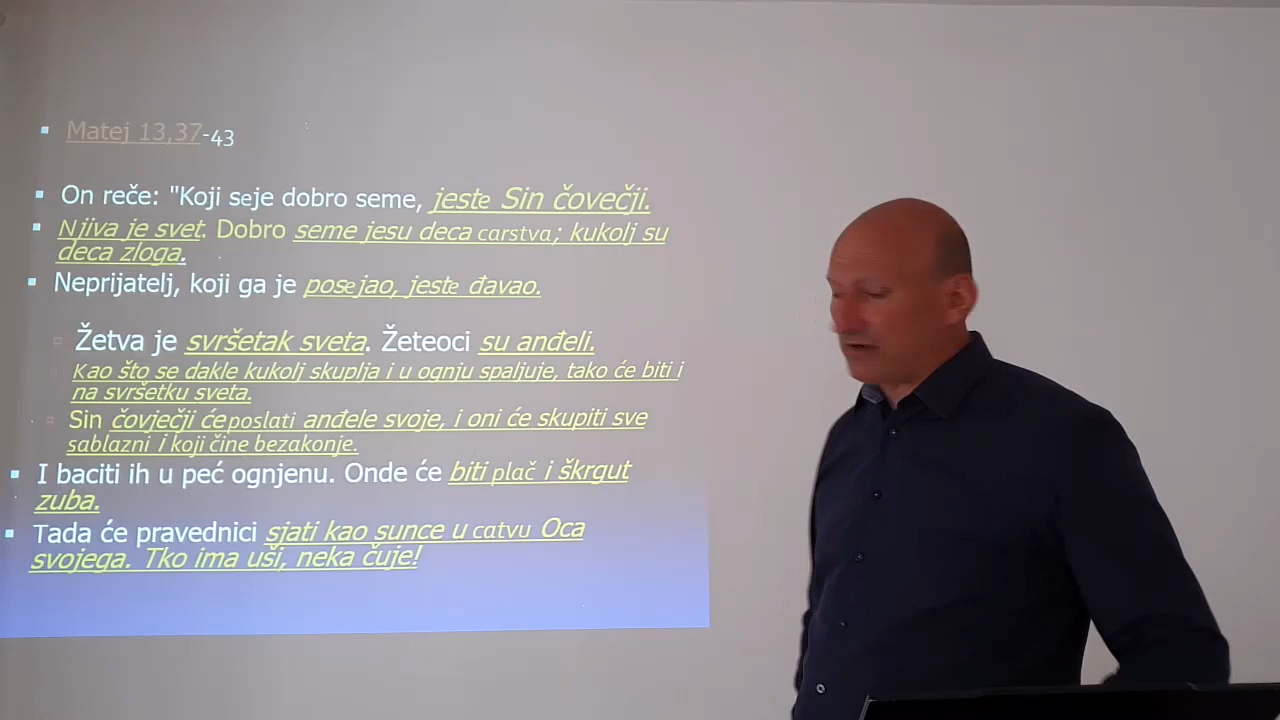 Matej 13,37-43
On reče: "Koji seje dobro seme, jeste Sin čovečji.
Njiva je svet. Dobro seme jesu deca carstva; kukolj su
deca zloga.
Neprijatelj, koji ga je posejao, jeste đavao.
Žetva je svršetak sveta. Žeteoci su anđeli.
Kao što se dakle kukolj skuplja i u ognju spaljuje, tako će biti i
na svršetku sveta.
Sin čovječji će poslati anđele svoje, i oni će skupiti sve
sablazni i koji čine bezakonje.
I baciti ih u peć ognjenu. Onde će biti plač i škrgut
zuba.
Tada će pravednici sjati kao sunce u catvu Oca
svojega. Tko ima uši, neka čuje!